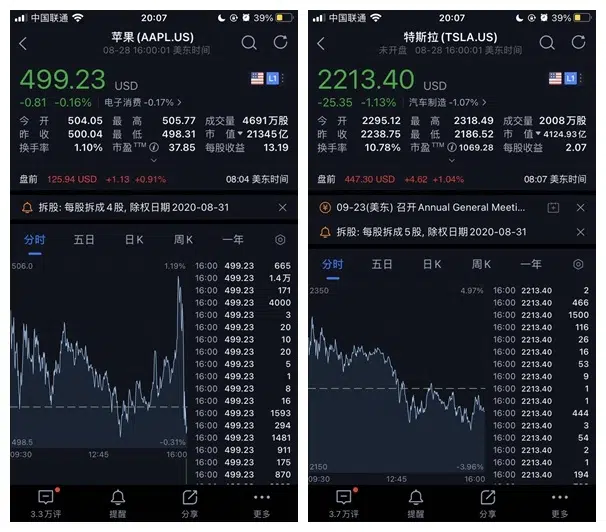 中国联通 20:07 39%
苹果(AAPL.US)
08-28 16:00:01 美东时间
499.23 USD
L1
-0.81 -0.16% 电子消费 -0.17%
今 开 504.05 最 高 505.77 成交量 4691万股
昨 收 500.04 最 低 498.31 市 值 21345亿
换手率 1.10% 市盈TTM 37.85 每股收益 13.19
盘前 125.94 USD +1.13 +0.91% 08:04 美东时间
拆股: 每股拆成4股, 除权日期2020-08-31
分时 五日 日K 周K 一年
506.0 1.19%
498.5 -0.31%
09:30 12:45 16:00
16:00 499.23 665
16:00 499.23 1.4万
16:00 499.23 171
16:00 499.23 4000
16:00 499.23 3
16:00 499.23 20
16:00 499.23 10
16:00 499.23 20
16:00 499.23 5
16:00 499.23 1
16:00 499.23 8
16:00 499.23 16
16:00 499.23 1593
16:00 499.23 294
16:00 499.23 1481
16:00 499.23 911
16:00 499.23 175
16:00 499.23 870
3.3万评 提醒 分享 更多
中国联通 20:07 39%
特斯拉(TSLA.US)
未开盘 08-28 16:00:01 美东时间
2213.40 USD
L1
-25.35 -1.13% 汽车制造 -1.07%
今 开 2295.12 最 高 2318.49 成交量 2008万股
昨 收 2238.75 最 低 2186.52 市 值 4124.93亿
换手率 10.78% 市盈TTM 1069.28 每股收益 2.07
盘前 447.30 USD +4.62 +1.04% 08:07 美东时间
09-23(美东) 召开Annual General Meeti...
拆股: 每股拆成5股, 除权日期2020-08-31
分时 五日 日K 周K 一年
2350 4.97%
2150 -3.96%
09:30 12:45 16:00
16:00 2213.40 2
16:00 2213.40 466
16:00 2213.40 1500
16:00 2213.40 116
16:00 2213.40 26
16:00 2213.40 16
16:00 2213.40 53
16:00 2213.40 9
16:00 2213.40 1
16:00 2213.40 1
16:00 2213.40 444
16:00 2213.40 3
16:00 2213.40 54
16:00 2213.40 2
16:00 2213.40 1
16:00 2213.40 194
3.7万评 提醒 分享 更多